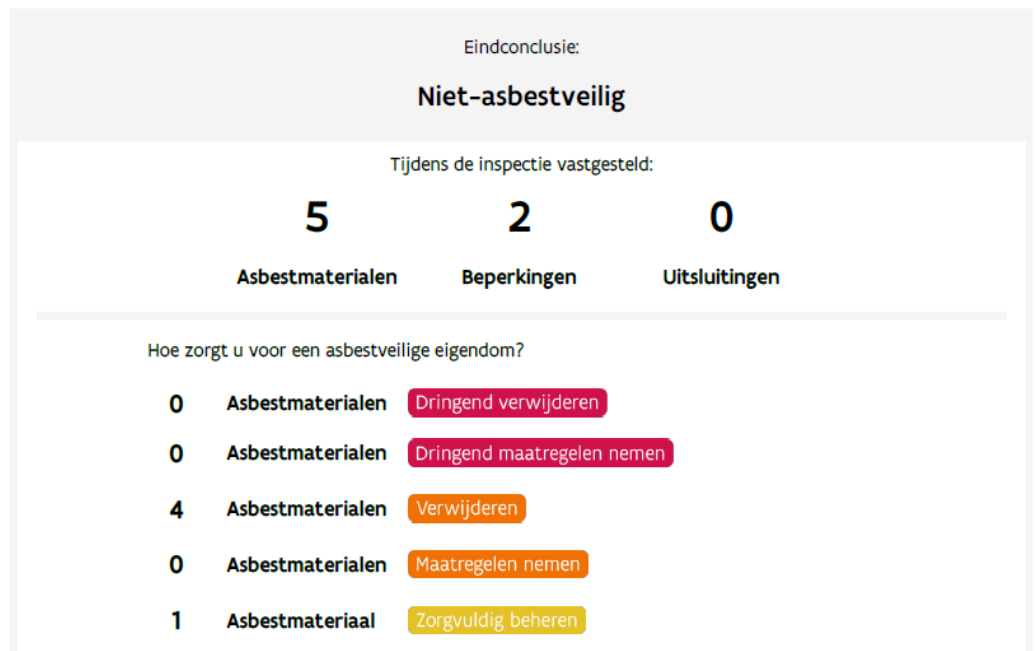 Eindconclusie:
Niet-asbestveilig
Tijdens de inspectie vastgesteld:
5 2 0
Asbestmaterialen Beperkingen Uitsluitingen
Hoe zorgt u voor een asbestveilige eigendom?
0 Asbestmaterialen Dringend verwijderen
0 Asbestmaterialen Dringend maatregelen nemen
4 Asbestmaterialen Verwijderen
0 Asbestmaterialen Maatregelen nemen
1 Asbestmateriaal Zorgvuldig beheren